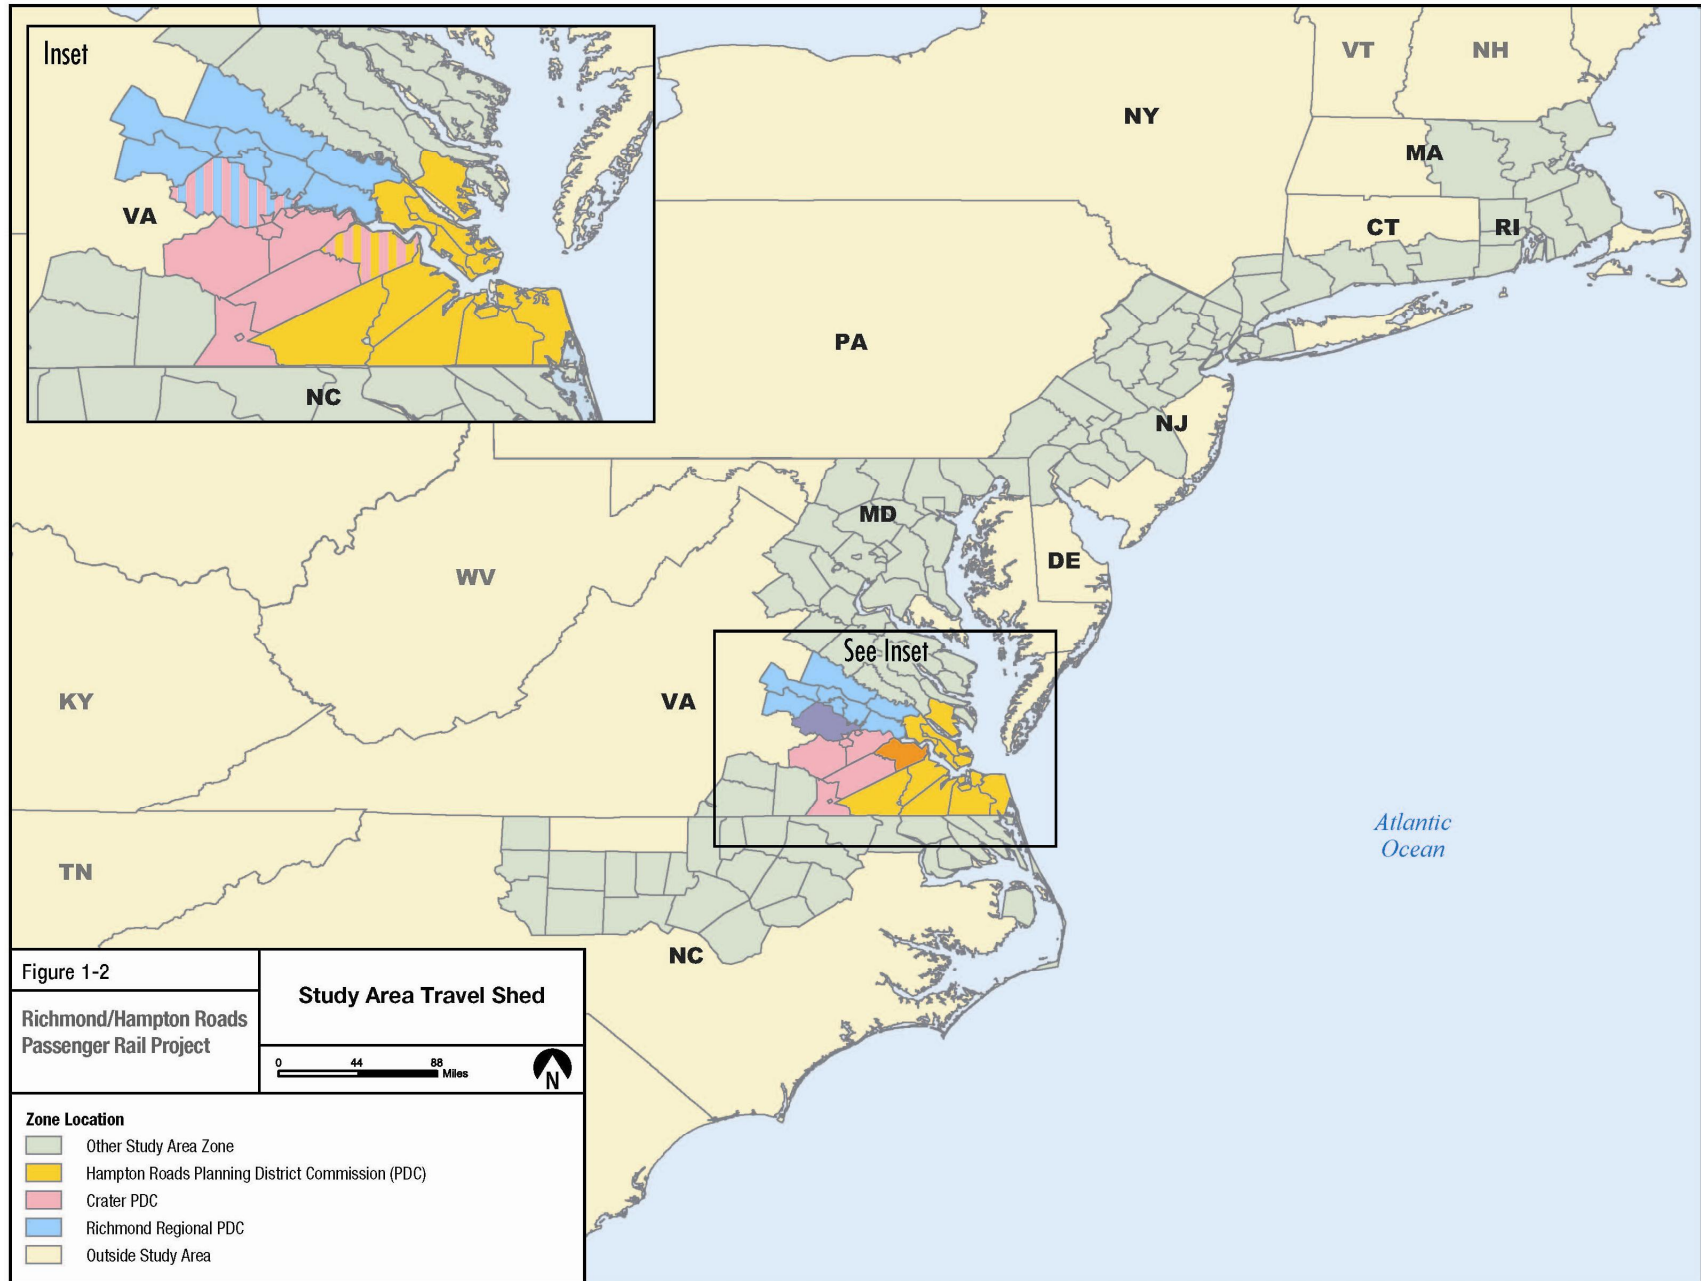 Inset
VA
NC
VT
NH
NY
MA
CT
RI
PA
NJ
MD
DE
WV
See Inset
KY
VA
Atlantic
Ocean
TN
NC
Figure 1-2
Richmond/Hampton Roads
Passenger Rail Project
Study Area Travel Shed
0 44 88
Miles
N
Zone Location
Other Study Area Zone
Hampton Roads Planning District Commission (PDC)
Crater PDC
Richmond Regional PDC
Outside Study Area